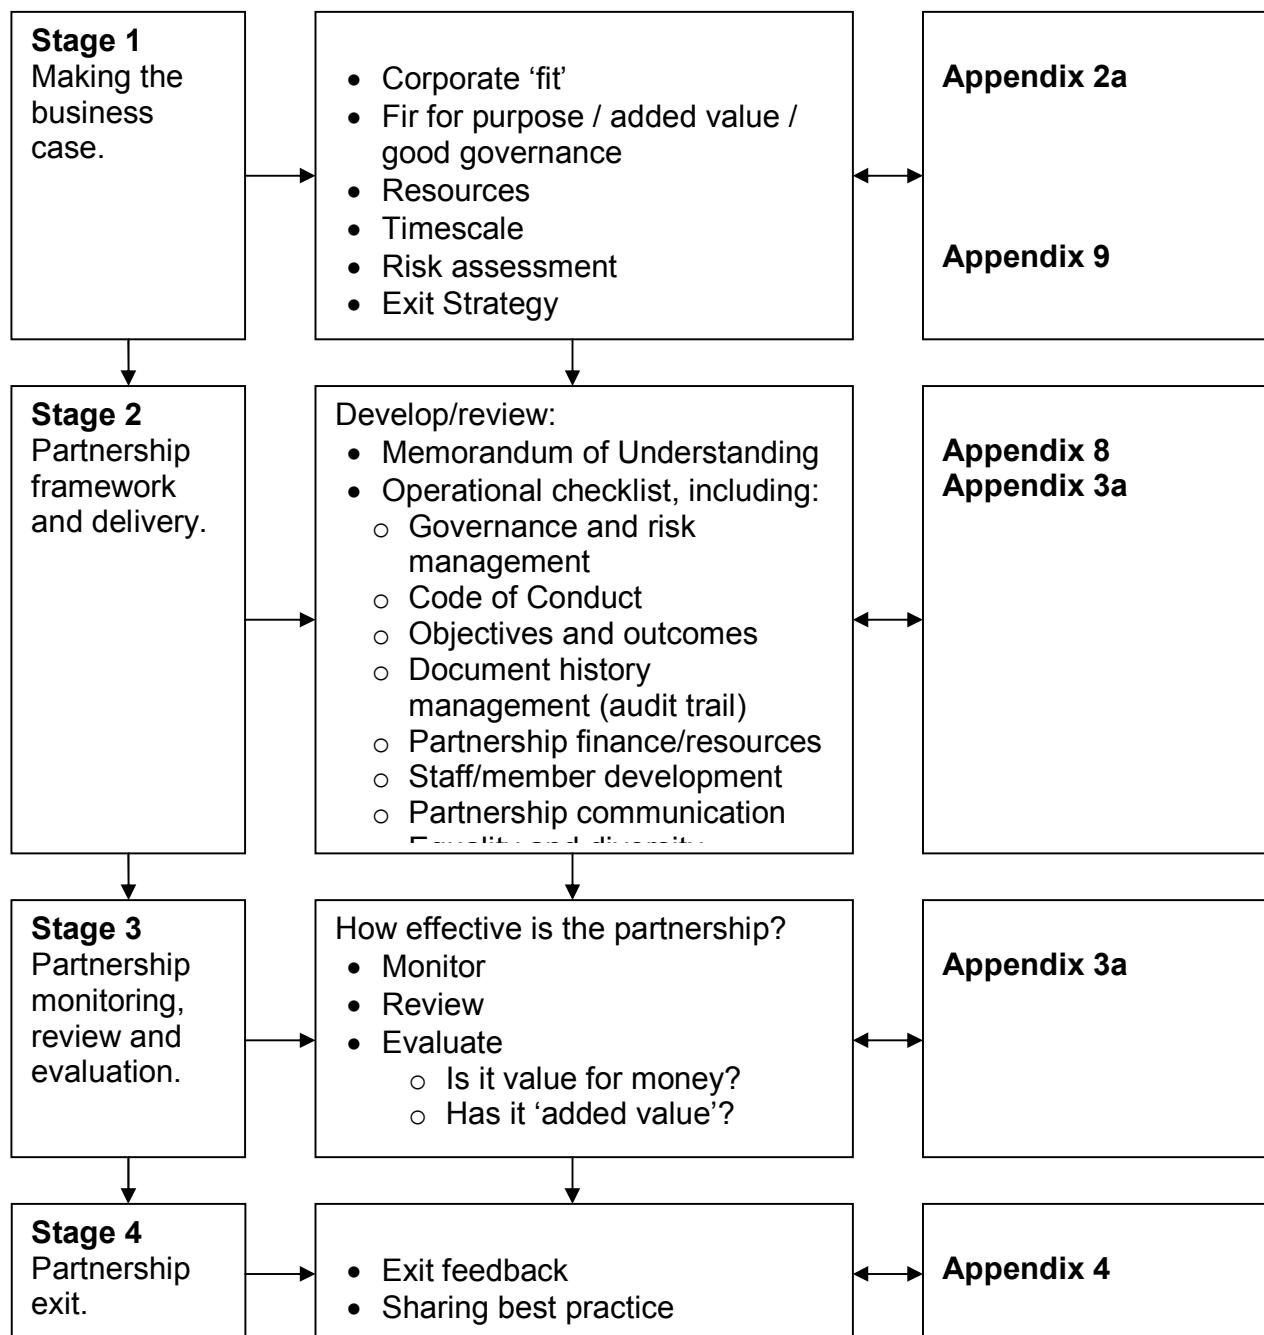 Stage 1
Making the
business
case.
• Corporate ‘fit’
• Fir for purpose / added value /
good governance
• Resources
• Timescale
• Risk assessment
• Exit Strategy
Appendix 2a
Appendix 9
Stage 2
Partnership
framework
and delivery.
Develop/review:
• Memorandum of Understanding
• Operational checklist, including:
o Governance and risk
management
o Code of Conduct
o Objectives and outcomes
o Document history
management (audit trail)
o Partnership finance/resources
o Staff/member development
o Partnership communication
Equality and diversity
Appendix 8
Appendix 3a
Stage 3
Partnership
monitoring,
review and
evaluation.
How effective is the partnership?
• Monitor
• Review
• Evaluate
o Is it value for money?
o Has it ‘added value’?
Appendix 3a
Stage 4
Partnership
exit.
• Exit feedback
• Sharing best practice
Appendix 4